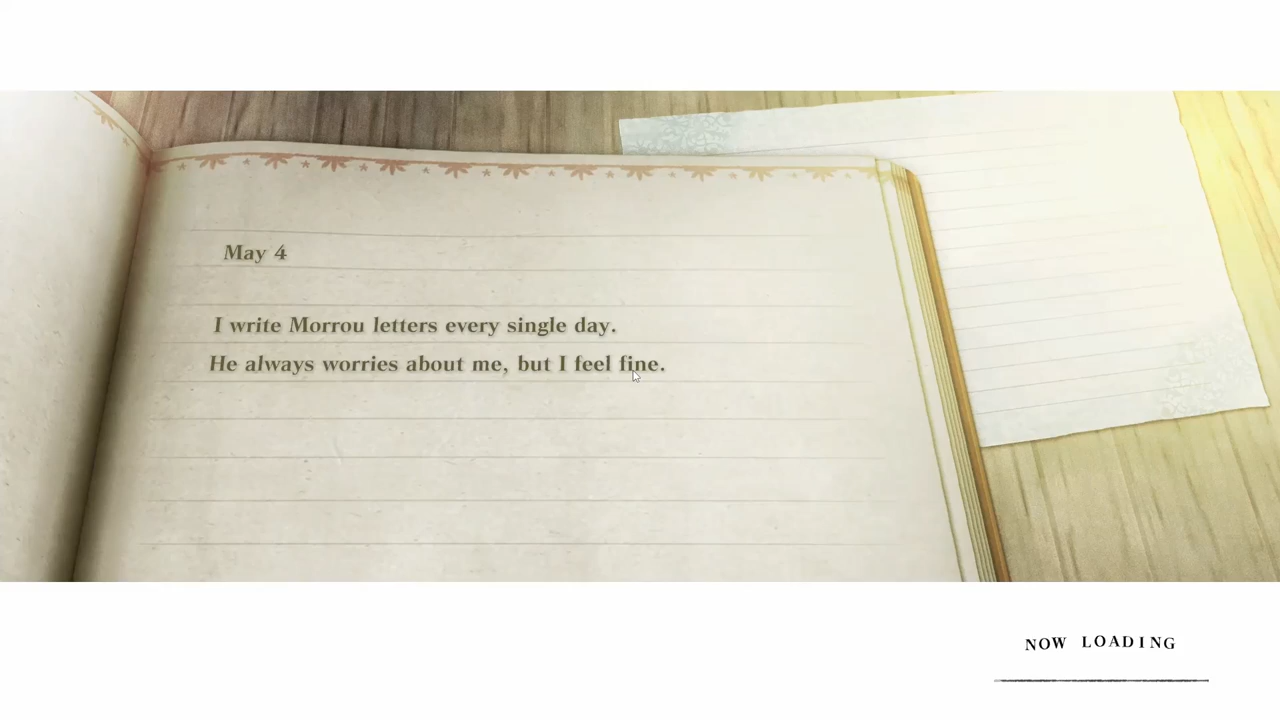 May 4
I write Morrou letters every single day.
He always worries about me, but I feel fine.
NOW LOADING